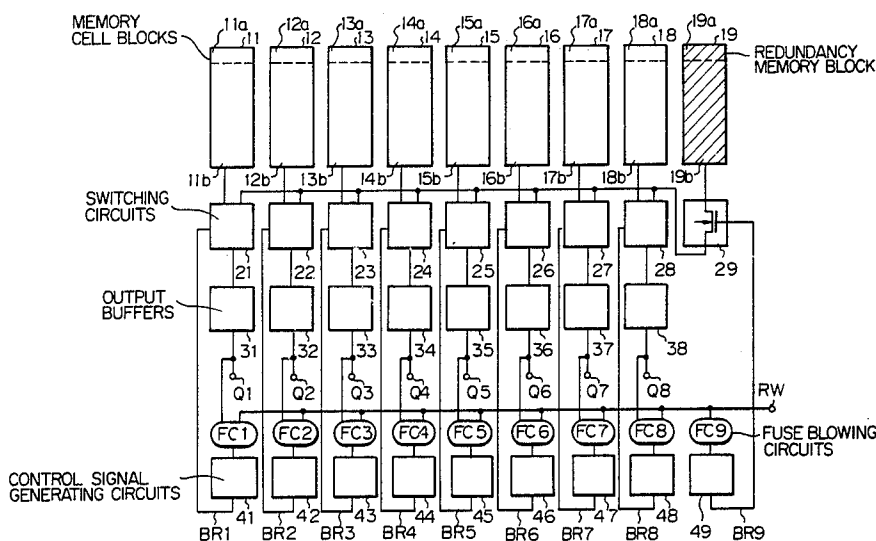 MEMORY CELL BLOCKS
11a 11 12a 12 13a 13 14a 14 15a 15 16a 16 17a 17 18a 18 19a 19
REDUNDANCY MEMORY BLOCK
11b 12b 13b 14b 15b 16b 17b 18b 19b
SWITCHING CIRCUITS
21 22 23 24 25 26 27 28 29
OUTPUT BUFFERS
31 32 33 34 35 36 37 38
Q1 Q2 Q3 Q4 Q5 Q6 Q7 Q8
RW
FC1 FC2 FC3 FC4 FC5 FC6 FC7 FC8 FC9
FUSE BLOWING CIRCUITS
CONTROL SIGNAL GENERATING CIRCUITS
41 42 43 44 45 46 47 48 49
BR1 BR2 BR3 BR4 BR5 BR6 BR7 BR8 BR9